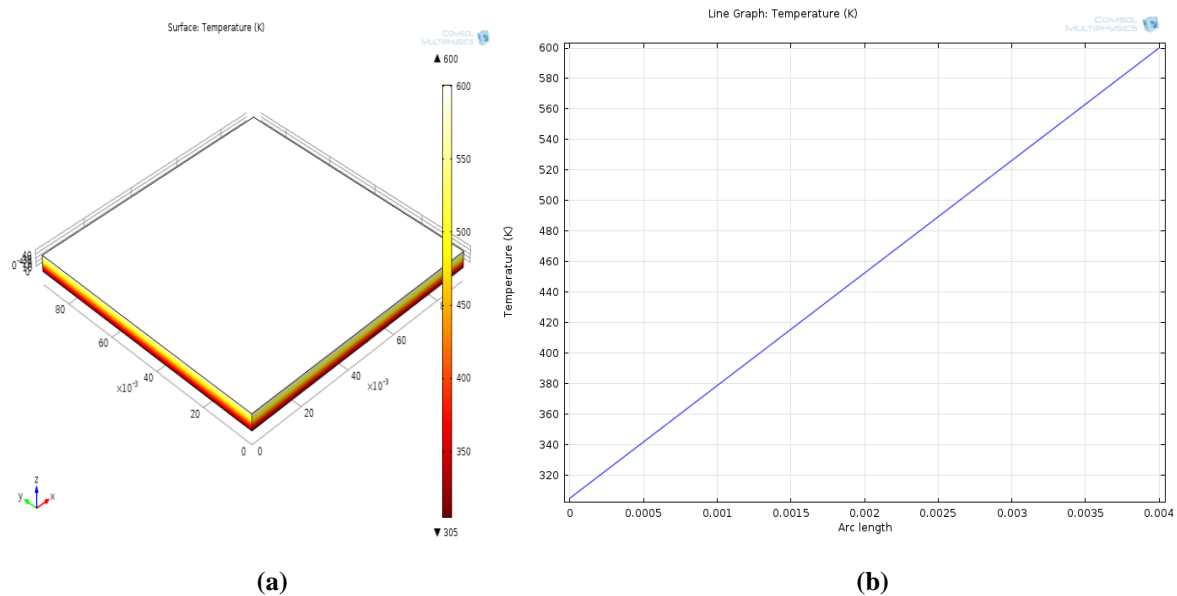 Surface: Temperature (K)
COMSOL
MULTIPHYSICS
▲ 600
600
550
500
450
400
350
▼ 305
80
60
40
20
0
x10⁻³
0
20
40
60
x10⁻³
0
z
y
x
(a)
Line Graph: Temperature (K)
COMSOL
MULTIPHYSICS
600
580
560
540
520
500
480
460
440
420
400
380
360
340
320
Temperature (K)
0 0.0005 0.001 0.0015 0.002 0.0025 0.003 0.0035 0.004
Arc length
(b)